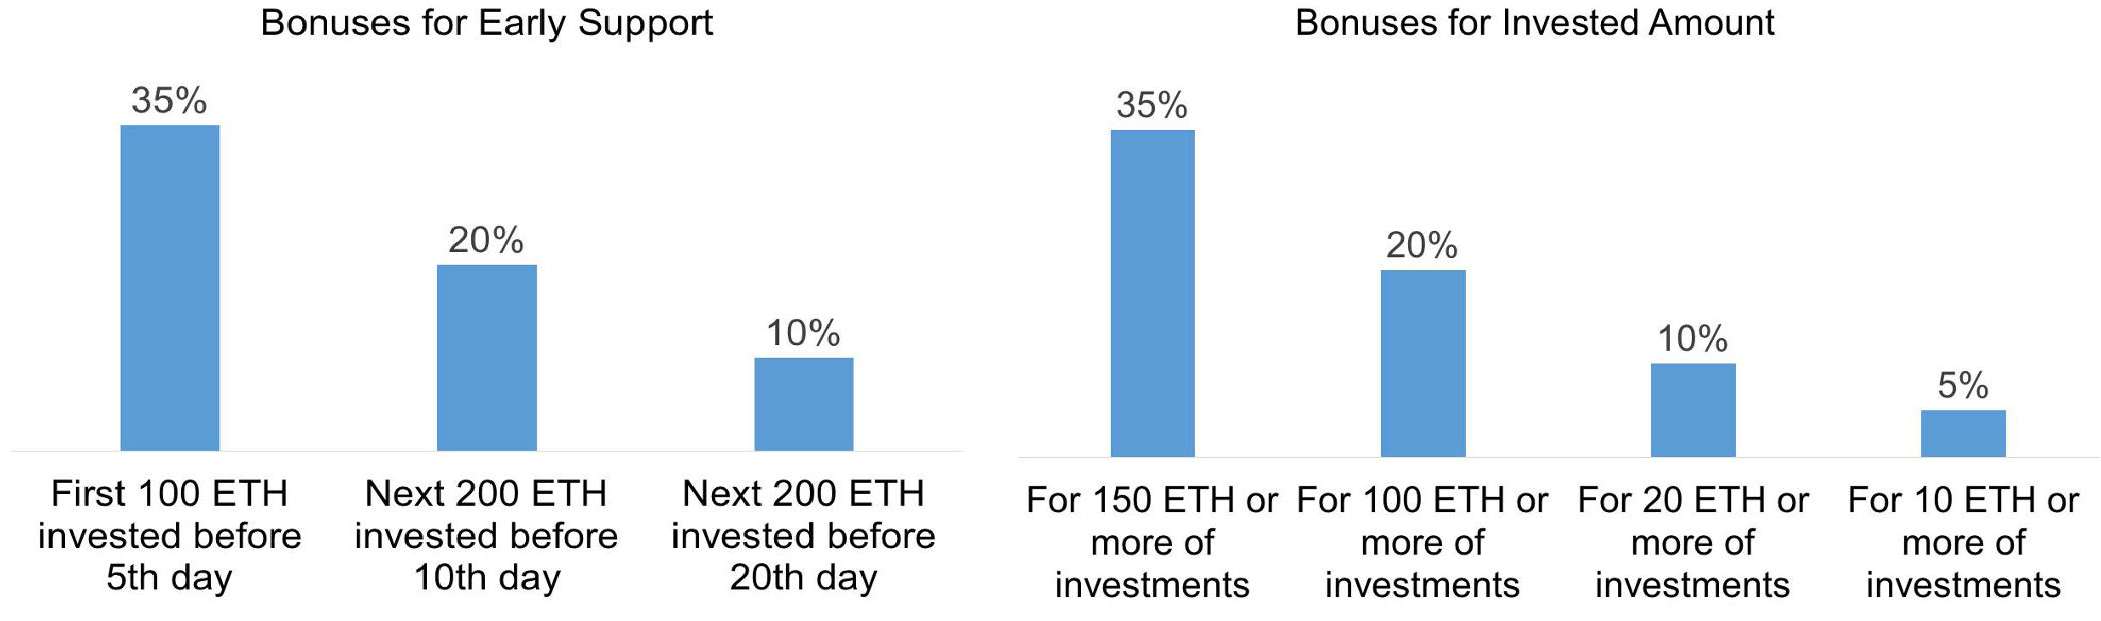 Bonuses for Early Support
35%
20%
10%
First 100 ETH
invested before
5th day
Next 200 ETH
invested before
10th day
Next 200 ETH
invested before
20th day
Bonuses for Invested Amount
35%
20%
10%
5%
For 150 ETH or
more of
investments
For 100 ETH or
more of
investments
For 20 ETH or
more of
investments
For 10 ETH or
more of
investments